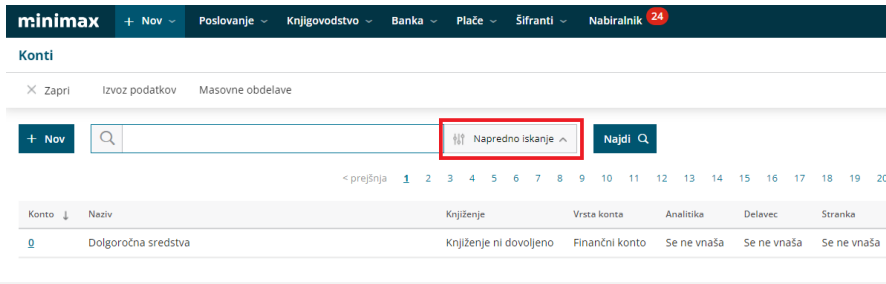 minimax + Nov Poslovanje Knjigovodstvo Banka Plače Šifranti Nabiralnik 24
Konti
Zapri Izvoz podatkov Masovne obdelave
+ Nov Napredno iskanje Najdi
< prejšnja 1 2 3 4 5 6 7 8 9 10 11 12 13 14 15 16 17 18 19 20
Konto ↓ Naziv Knjiženje Vrsta konta Analitika Delavec Stranka
0 Dolgoročna sredstva Knjiženje ni dovoljeno Finančni konto Se ne vnaša Se ne vnaša Se ne vnaša